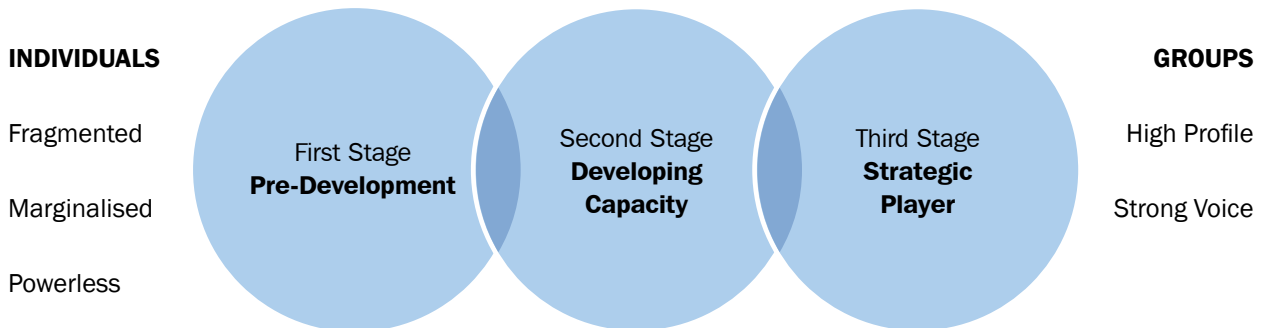 INDIVIDUALS
Fragmented
Marginalised
Powerless
First Stage
Pre-Development
Second Stage
Developing
Capacity
Third Stage
Strategic
Player
GROUPS
High Profile
Strong Voice